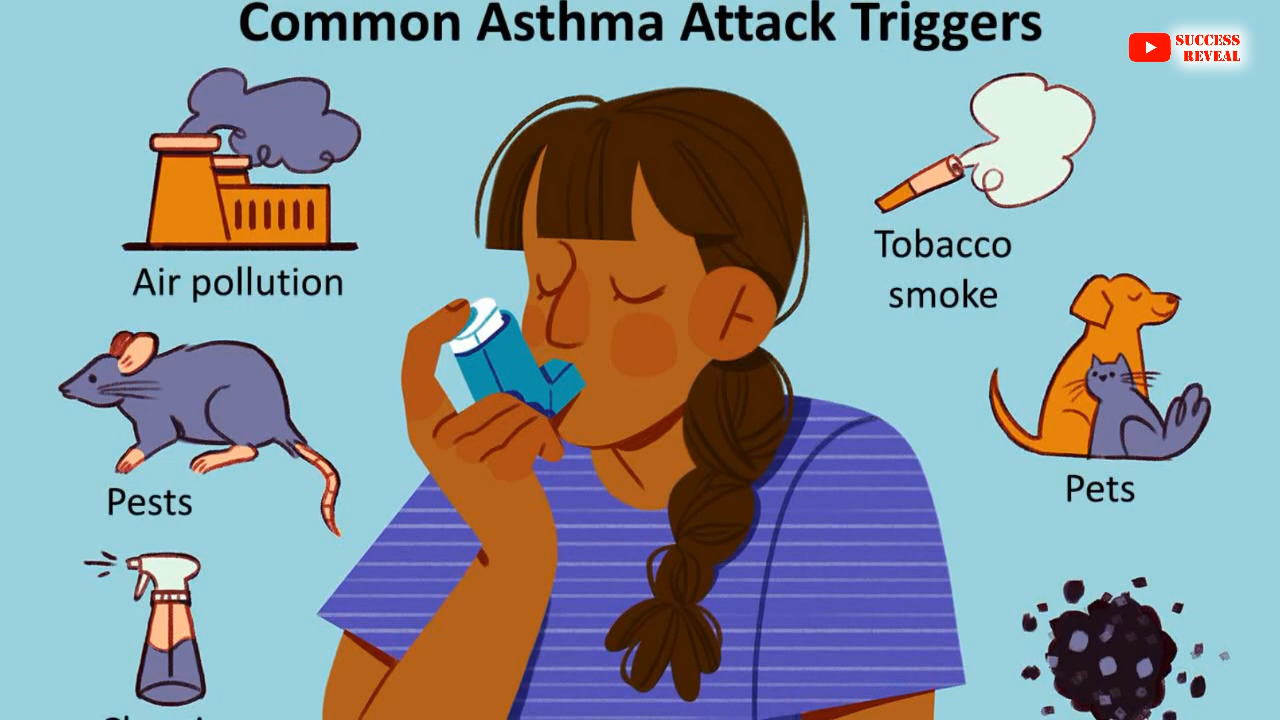 Common Asthma Attack Triggers
SUCCESS
REVEAL
Air pollution
Tobacco
smoke
Pests
Pets